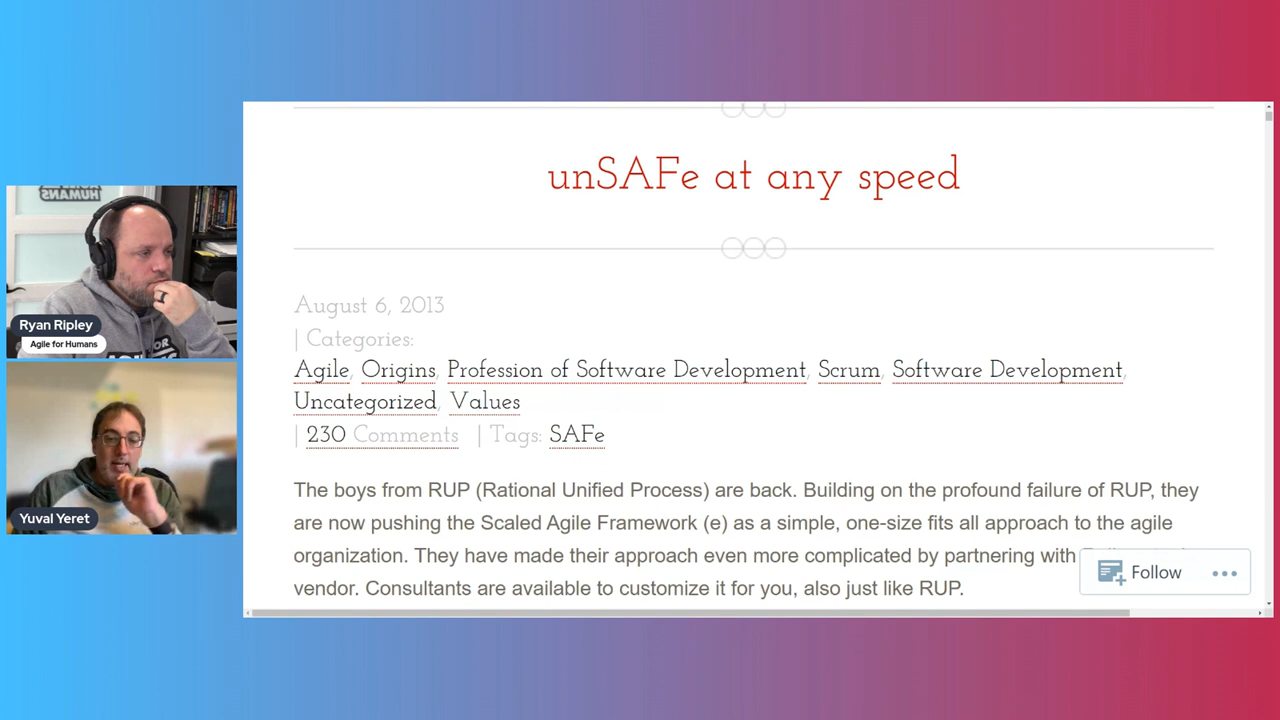 unSAFe at any speed
August 6, 2013
| Categories:
Agile, Origins, Profession of Software Development, Scrum, Software Development,
Uncategorized, Values
| 230 Comments | Tags: SAFe
The boys from RUP (Rational Unified Process) are back. Building on the profound failure of RUP, they
are now pushing the Scaled Agile Framework (e) as a simple, one-size fits all approach to the agile
organization. They have made their approach even more complicated by partnering with
vendor. Consultants are available to customize it for you, also just like RUP.
Follow
HUMANS
Ryan Ripley
Agile for Humans
Yuval Yeret